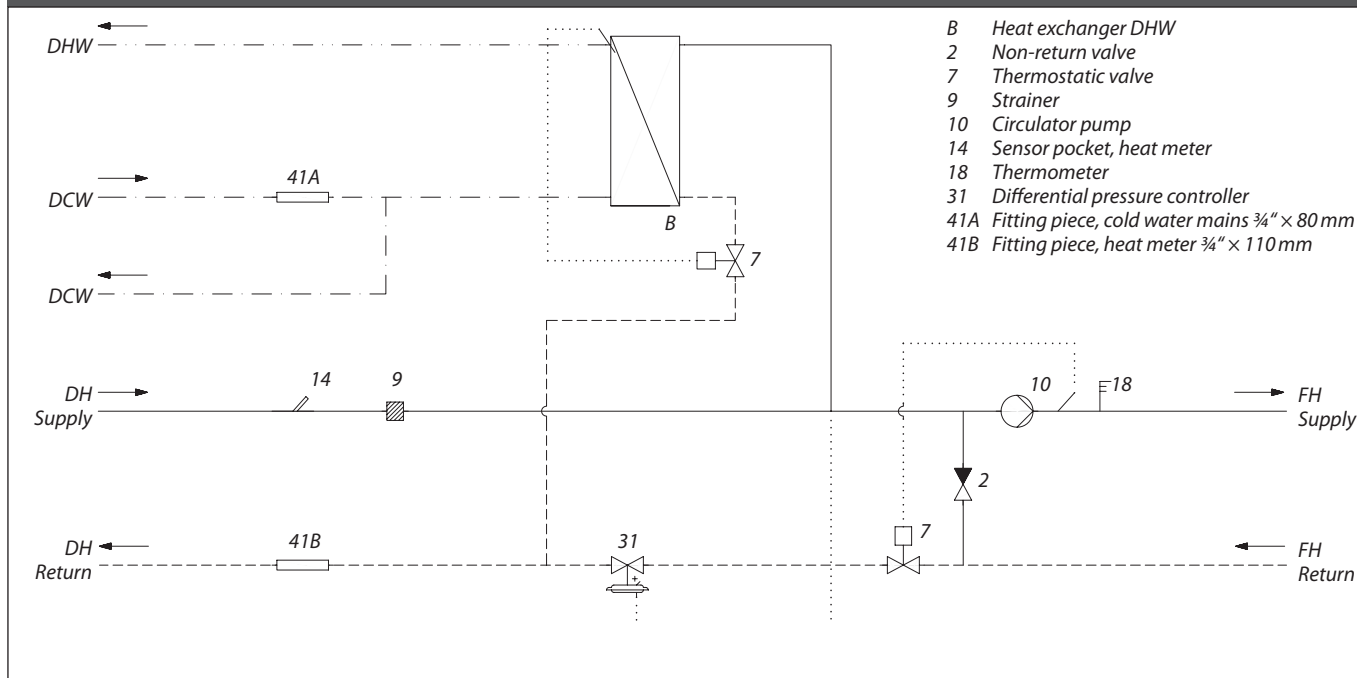 DHW
DCW
41A
DCW
B
7
DH
Supply
14
9
10
18
FH
Supply
2
DH
Return
41B
31
7
FH
Return
B Heat exchanger DHW
2 Non-return valve
7 Thermostatic valve
9 Strainer
10 Circulator pump
14 Sensor pocket, heat meter
18 Thermometer
31 Differential pressure controller
41A Fitting piece, cold water mains ¾“ × 80 mm
41B Fitting piece, heat meter ¾“ × 110 mm